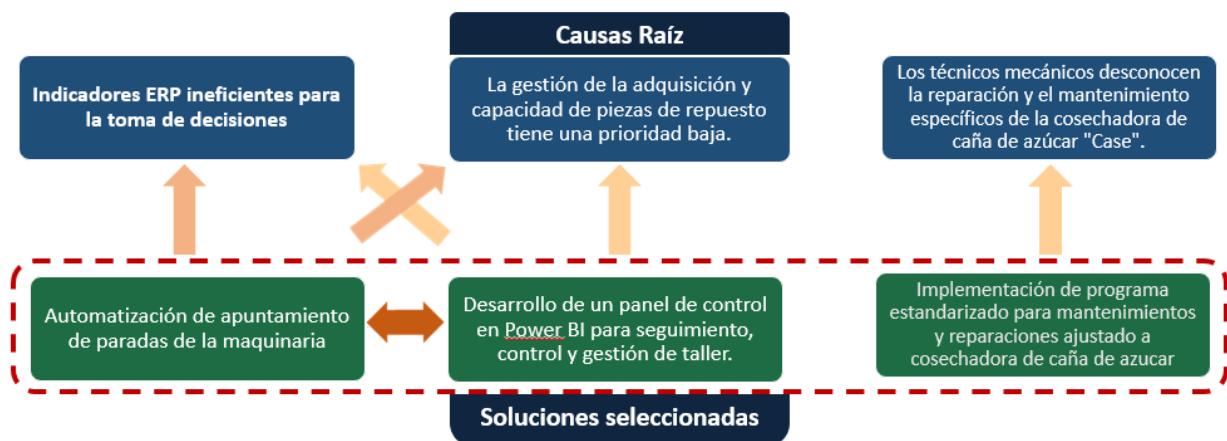 Causas Raíz
Indicadores ERP ineficientes para
la toma de decisiones
La gestión de la adquisición y
capacidad de piezas de repuesto
tiene una prioridad baja.
Los técnicos mecánicos desconocen
la reparación y el mantenimiento
específicos de la cosechadora de
caña de azúcar "Case".
Automatización de apuntamiento
de paradas de la maquinaria
Desarrollo de un panel de control
en Power BI para seguimiento,
control y gestión de taller.
Implementación de programa
estandarizado para mantenimientos
y reparaciones ajustado a
cosechadora de caña de azucar
Soluciones seleccionadas